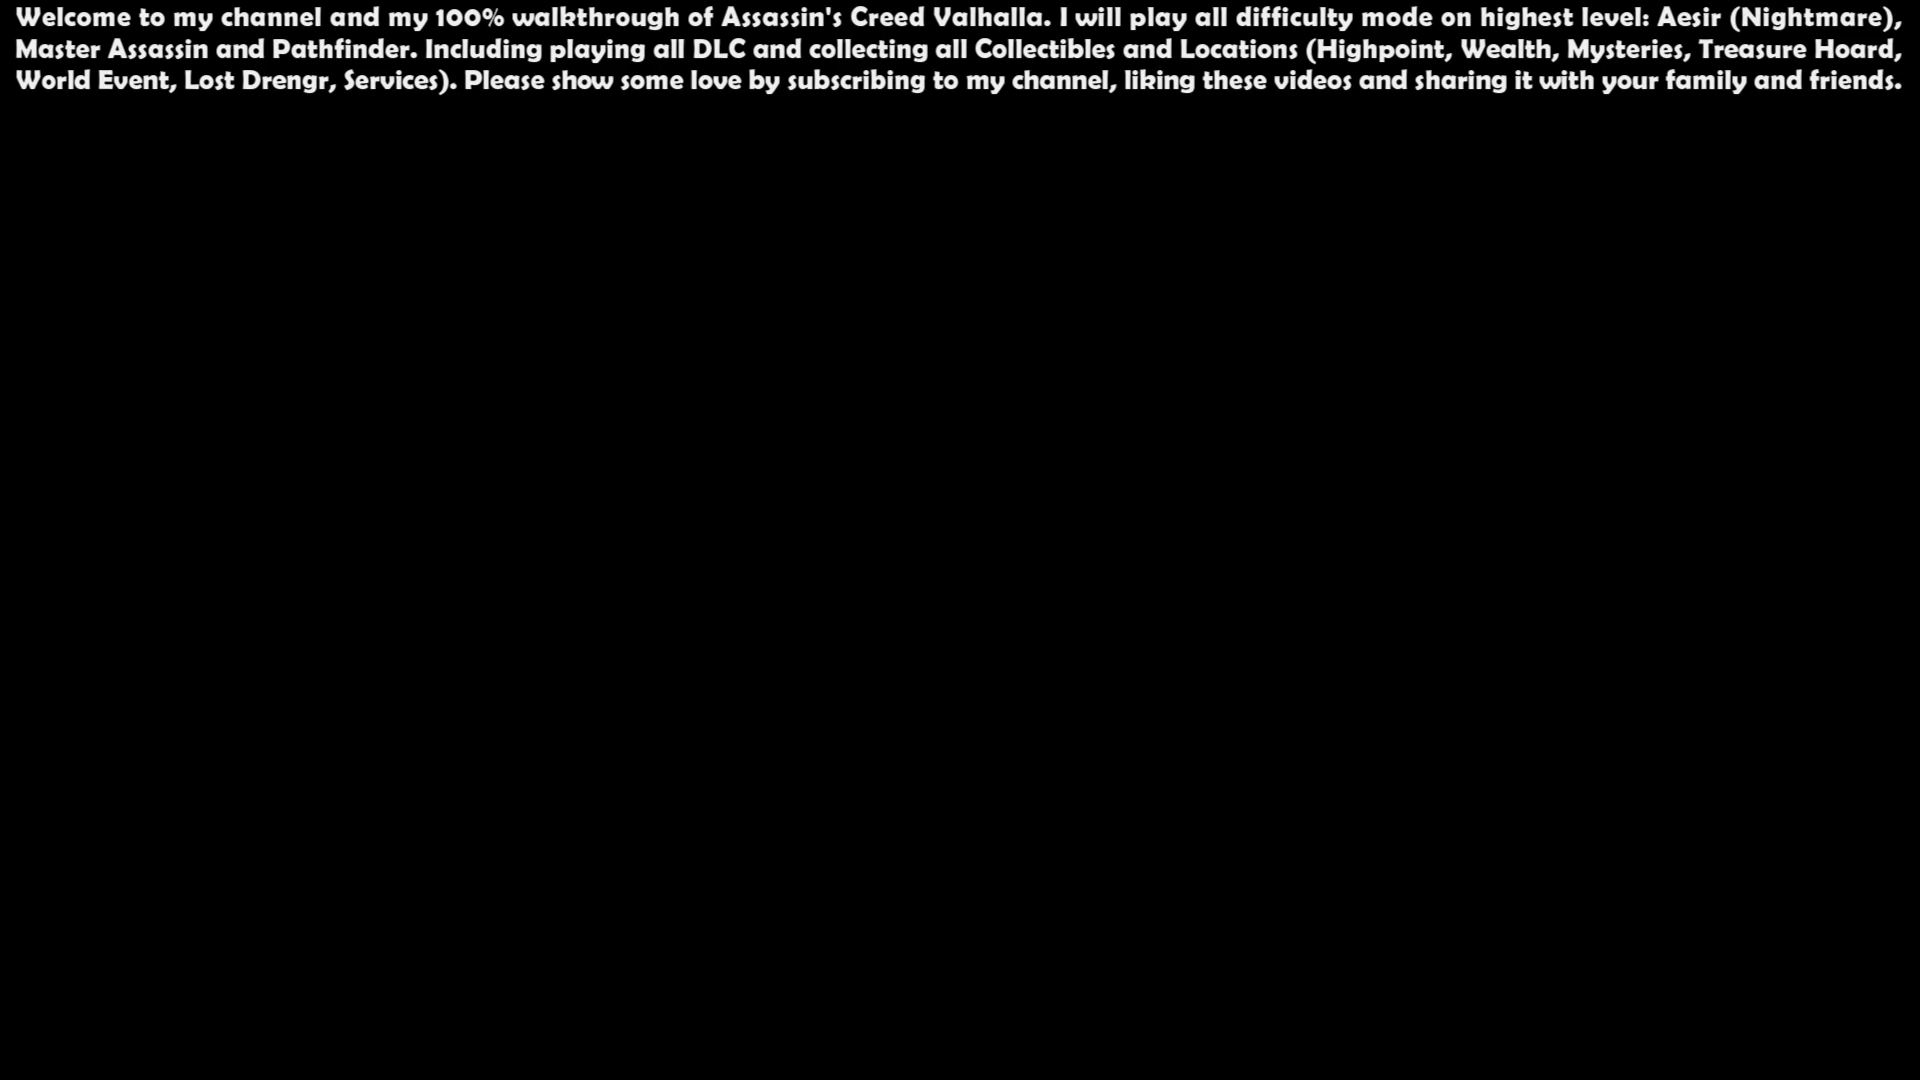 Welcome to my channel and my 100% walkthrough of Assassin's Creed Valhalla. I will play all difficulty mode on highest level: Aesir (Nightmare),
Master Assassin and Pathfinder. Including playing all DLC and collecting all Collectibles and Locations (Highpoint, Wealth, Mysteries, Treasure Hoard,
World Event, Lost Drengr, Services). Please show some love by subscribing to my channel, liking these videos and sharing it with your family and friends.